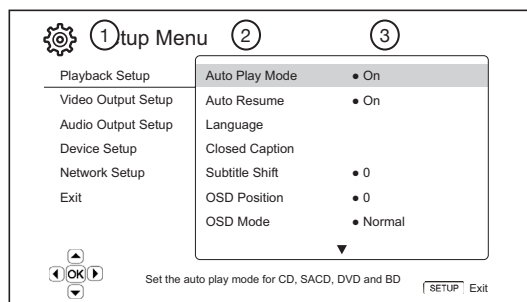 1 tup Menu 2 3
Playback Setup Auto Play Mode ● On
Video Output Setup Auto Resume ● On
Audio Output Setup Language
Device Setup Closed Caption
Network Setup Subtitle Shift ● 0
Exit OSD Position ● 0
OSD Mode ● Normal
OK
Set the auto play mode for CD, SACD, DVD and BD
SETUP Exit